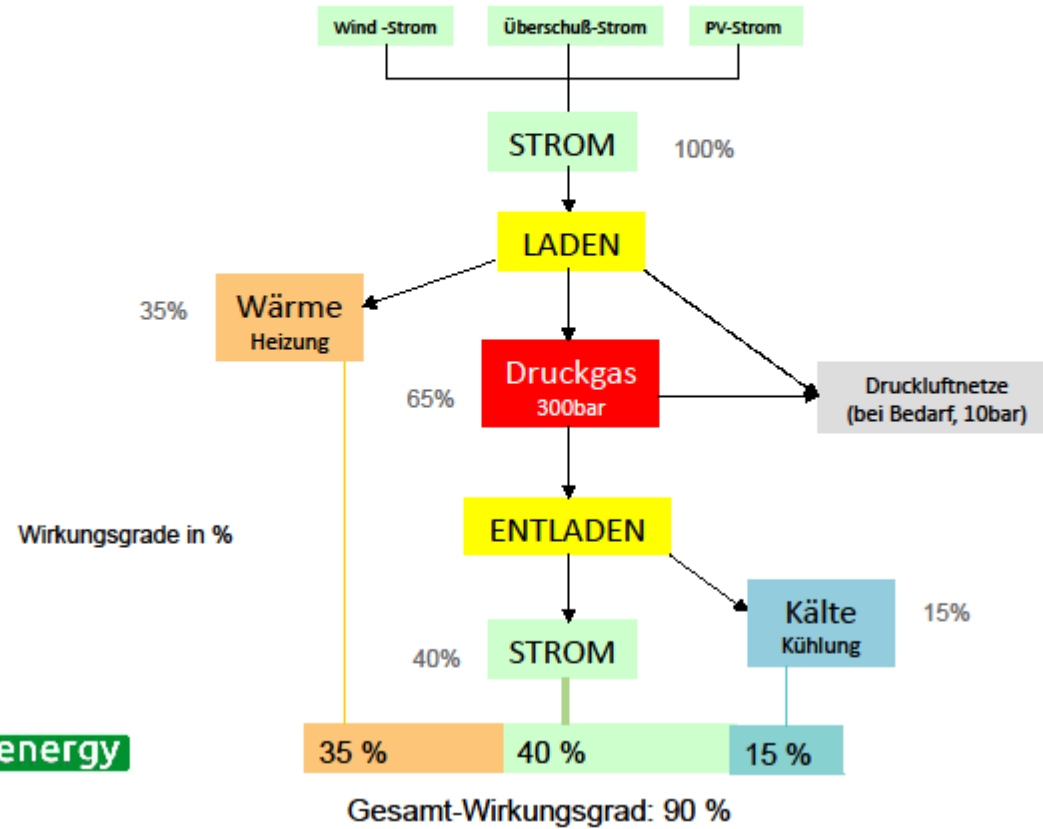 Wind -Strom
Überschuß-Strom
PV-Strom
STROM
100%
LADEN
35%
Wärme
Heizung
65%
Druckgas
300bar
Druckluftnetze
(bei Bedarf, 10bar)
Wirkungsgrade in %
ENTLADEN
40%
STROM
Kälte
Kühlung
15%
energy
35 %
40 %
15 %
Gesamt-Wirkungsgrad: 90 %